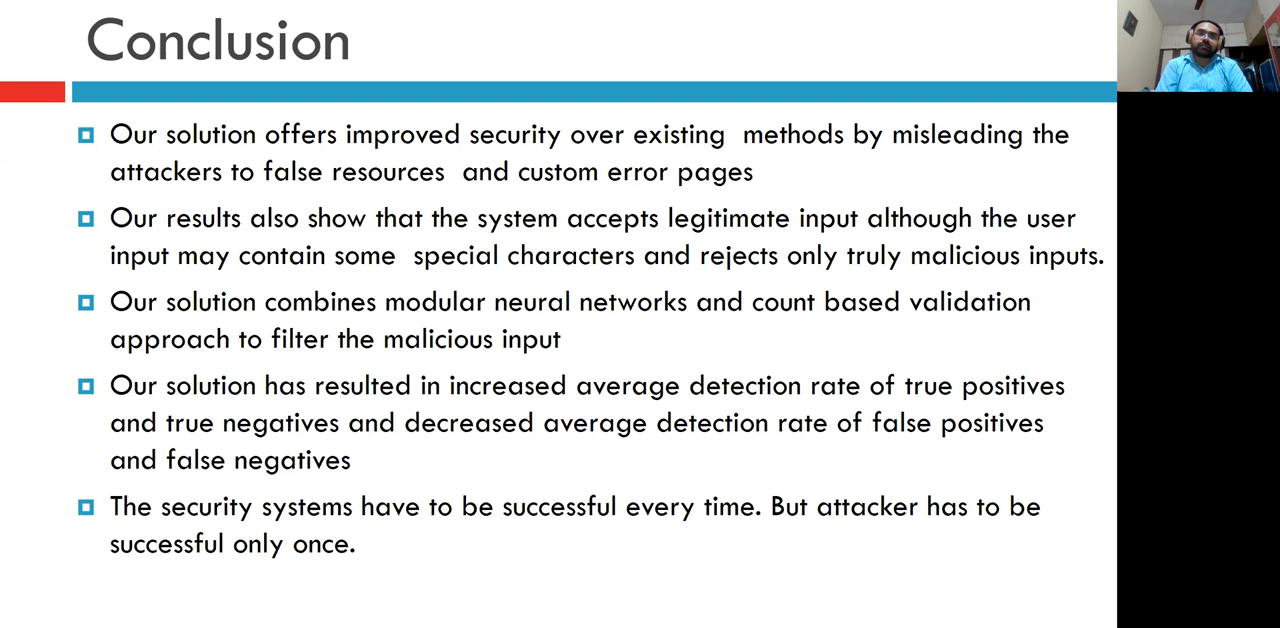 Conclusion
Our solution offers improved security over existing methods by misleading the
attackers to false resources and custom error pages
Our results also show that the system accepts legitimate input although the user
input may contain some special characters and rejects only truly malicious inputs.
Our solution combines modular neural networks and count based validation
approach to filter the malicious input
Our solution has resulted in increased average detection rate of true positives
and true negatives and decreased average detection rate of false positives
and false negatives
The security systems have to be successful every time. But attacker has to be
successful only once.